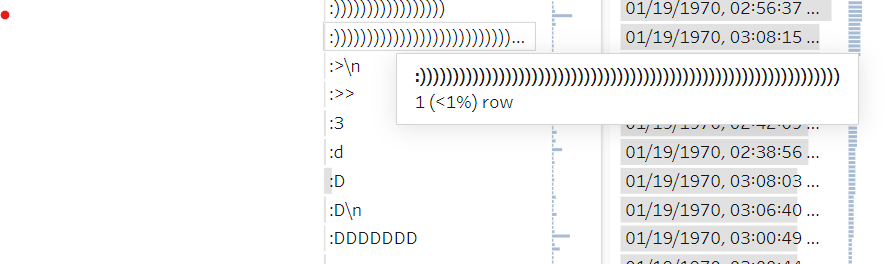 :)))))))))))))))))
01/19/1970, 02:56:37 ...
:)))))))))))))))))))))))))))...
01/19/1970, 03:08:15 ...
:>\n
:))))))))))))))))))))))))))))))))))))))))))))))))))))))))))))))))
1 (<1%) row
:>>
:3
:d
01/19/1970, 02:38:56 ...
:D
01/19/1970, 03:08:03 ...
:D\n
01/19/1970, 03:06:40 ...
:DDDDDDD
01/19/1970, 03:00:49 ...